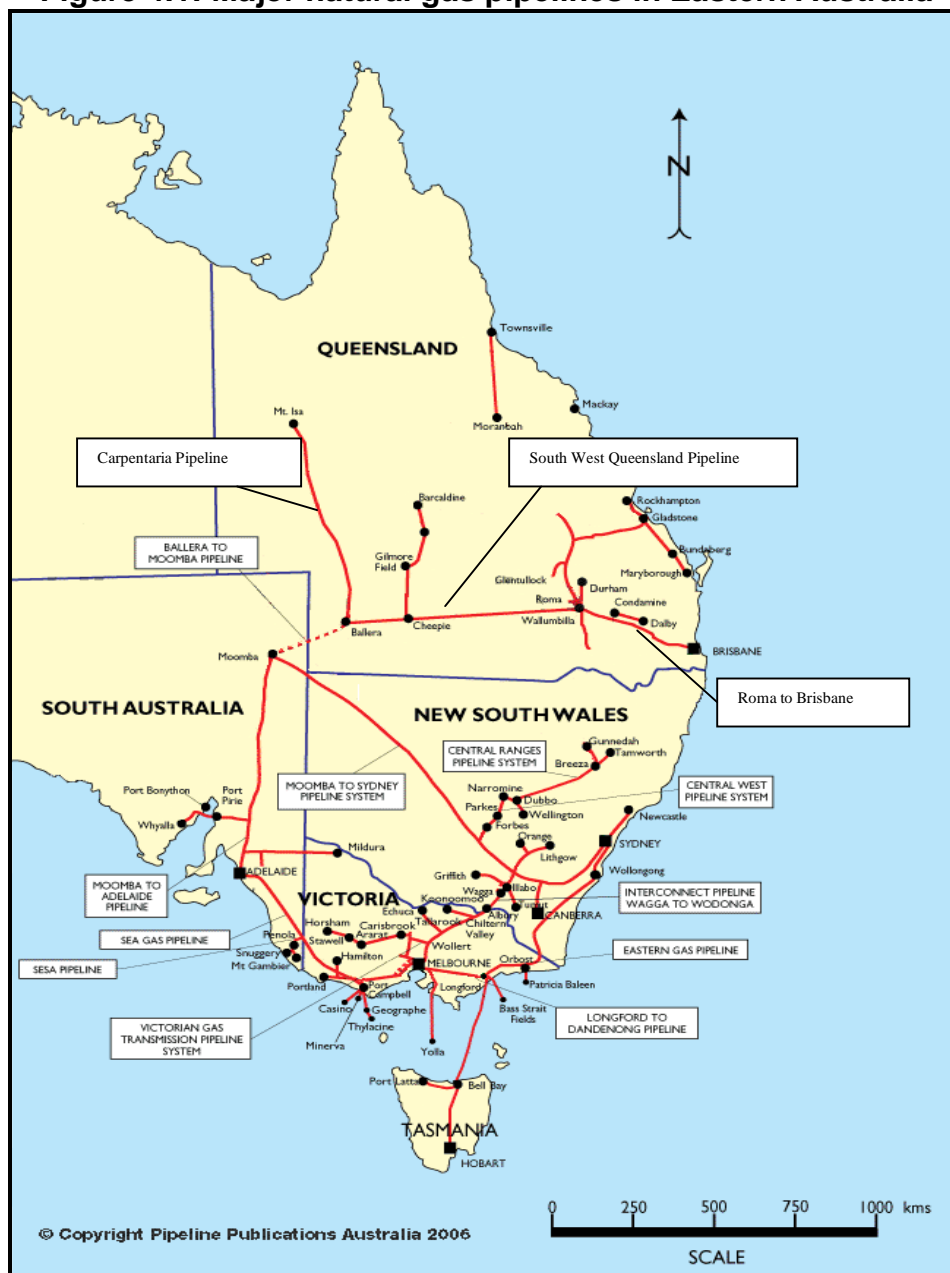 Figure 4.1: Major natural gas pipelines in Eastern Australia
N
Townsville
QUEENSLAND
Mackay
Mt. Isa
Moranbah
Carpentaria Pipeline
South West Queensland Pipeline
Barcaldine
Rockhampton
Gladstone
BALLERA TO
MOOMBA PIPELINE
Gilmore
Field
Bundaberg
Glentullock
Durham
Maryborough
Roma
Condamine
Wallumbilla
Dalby
Ballera
Cheepie
BRISBANE
Moomba
Roma to Brisbane
SOUTH AUSTRALIA
NEW SOUTH WALES
Gunnedah
CENTRAL RANGES
PIPELINE SYSTEM
Tamworth
Breeza
MOOMBA TO SYDNEY
PIPELINE SYSTEM
CENTRAL WEST
PIPELINE SYSTEM
Port Bonython
Port
Pirie
Narromine
Dubbo
Parkes
Wellington
Newcastle
Whyalla
Forbes
Orange
SYDNEY
Mildura
Lithgow
ADELAIDE
Griffith
Wollongong
MOOMBA TO
ADELAIDE
PIPELINE
VICTORIA
Wagga
Illabo
INTERCONNECT PIPELINE
WAGGA TO WODONGA
Koonoomoo
Tumut
Echuca
Albury
CANBERRA
Horsham
Carisbrook
Tallarook
Chiltern
Valley
SEA GAS PIPELINE
Penola
Stawell
Ararat
Wollert
EASTERN GAS PIPELINE
SESA PIPELINE
Snuggery
Hamilton
Orbost
Mt Gambier
MELBOURNE
Portland
Port
Campbell
Longford
Patricia Baleen
Casino
Geographe
Bass Strait
Fields
LONGFORD TO
DANDENONG PIPELINE
VICTORIAN GAS
TRANSMISSION PIPELINE
SYSTEM
Thylacine
Minerva
Yolla
Port Latta
Bell Bay
TASMANIA
HOBART
0 250 500 750 1000 kms
SCALE
© Copyright Pipeline Publications Australia 2006